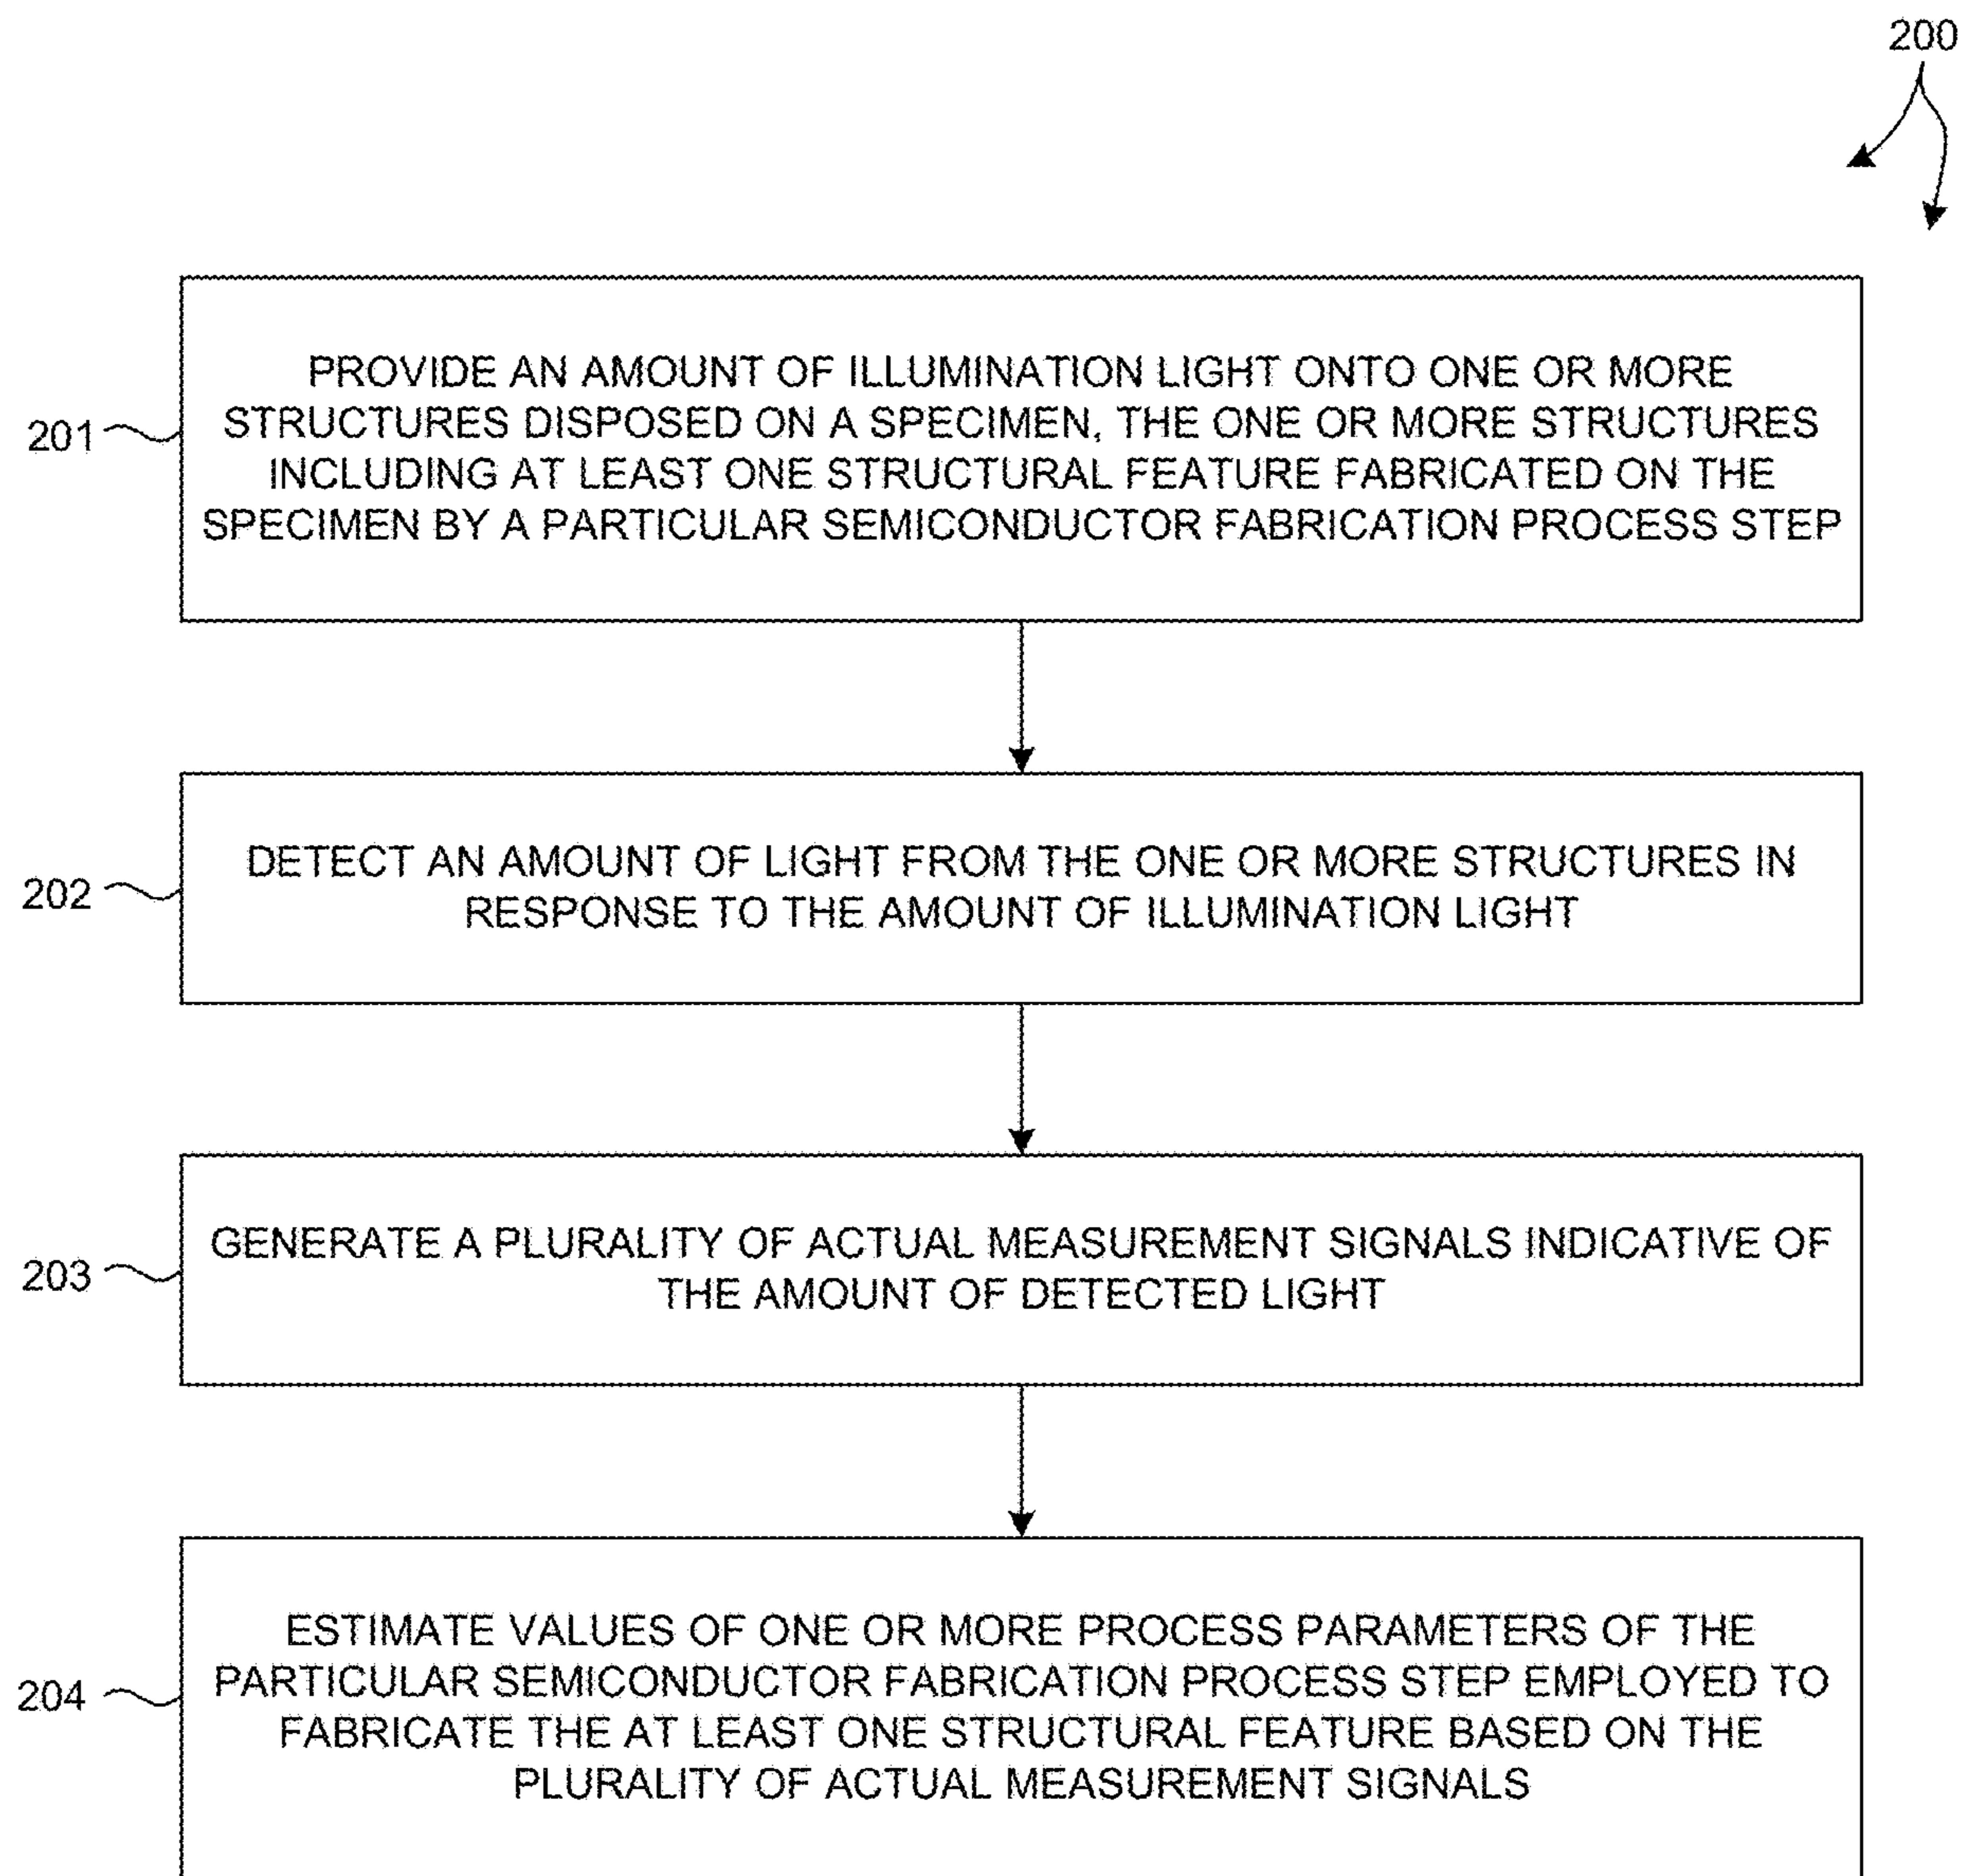 200
201
PROVIDE AN AMOUNT OF ILLUMINATION LIGHT ONTO ONE OR MORE
STRUCTURES DISPOSED ON A SPECIMEN, THE ONE OR MORE STRUCTURES
INCLUDING AT LEAST ONE STRUCTURAL FEATURE FABRICATED ON THE
SPECIMEN BY A PARTICULAR SEMICONDUCTOR FABRICATION PROCESS STEP
202
DETECT AN AMOUNT OF LIGHT FROM THE ONE OR MORE STRUCTURES IN
RESPONSE TO THE AMOUNT OF ILLUMINATION LIGHT
203
GENERATE A PLURALITY OF ACTUAL MEASUREMENT SIGNALS INDICATIVE OF
THE AMOUNT OF DETECTED LIGHT
204
ESTIMATE VALUES OF ONE OR MORE PROCESS PARAMETERS OF THE
PARTICULAR SEMICONDUCTOR FABRICATION PROCESS STEP EMPLOYED TO
FABRICATE THE AT LEAST ONE STRUCTURAL FEATURE BASED ON THE
PLURALITY OF ACTUAL MEASUREMENT SIGNALS